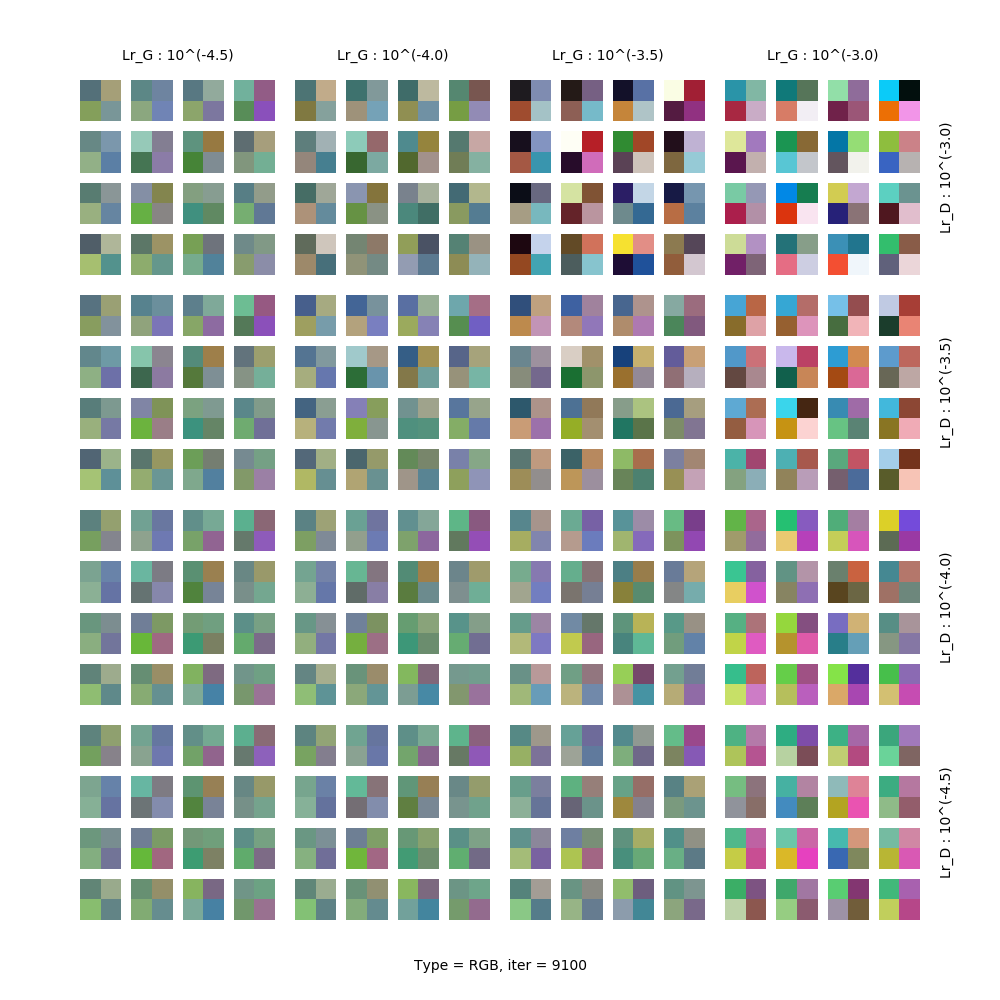 Lr_G : 10^(-4.5)
Lr_G : 10^(-4.0)
Lr_G : 10^(-3.5)
Lr_G : 10^(-3.0)
Lr_D : 10^(-3.0)
Lr_D : 10^(-3.5)
Lr_D : 10^(-4.0)
Lr_D : 10^(-4.5)
Type = RGB, iter = 9100